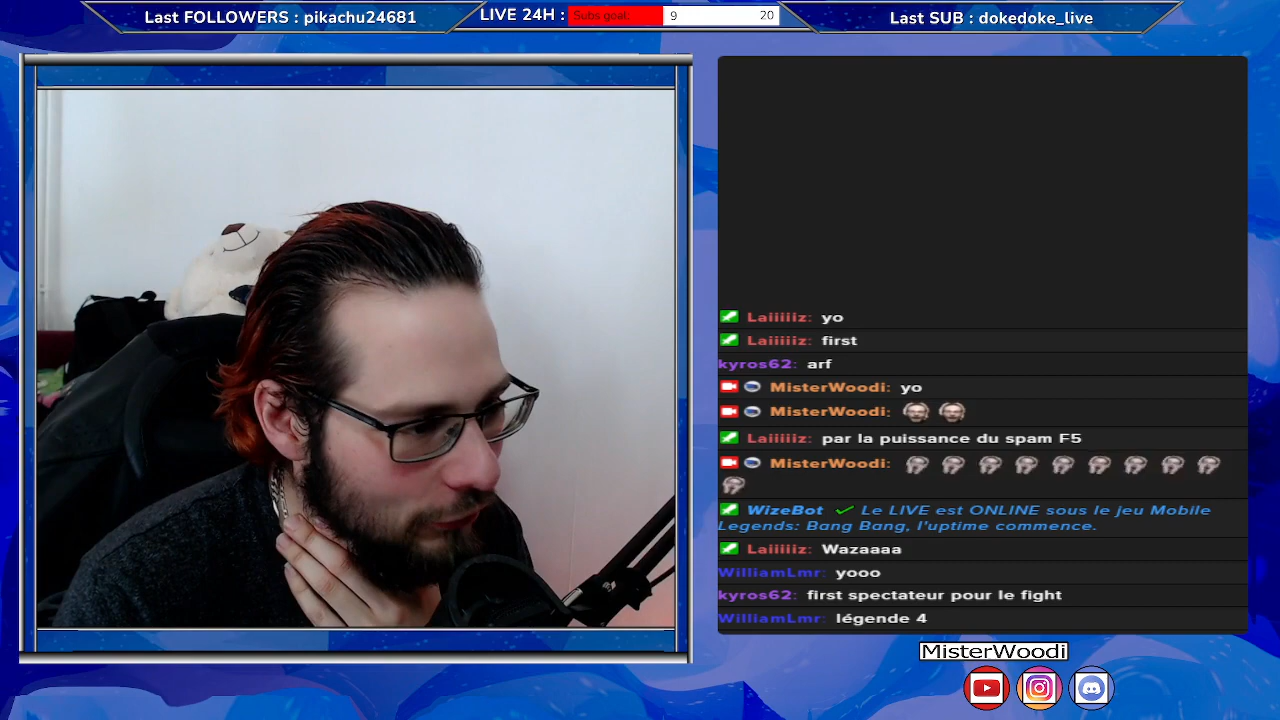 Last FOLLOWERS : pikachu24681
LIVE 24H :
Subs goal:
9
20
Last SUB : dokedoke_live
Laiiiiiz: yo
Laiiiiiz: first
kyros62: arf
MisterWoodi: yo
MisterWoodi:
Laiiiiiz: par la puissance du spam F5
MisterWoodi:
WizeBot Le LIVE est ONLINE sous le jeu Mobile
Legends: Bang Bang, l'uptime commence.
Laiiiiiz: Wazaaaa
WilliamLmr: yooo
kyros62: first spectateur pour le fight
WilliamLmr: légende 4
MisterWoodi